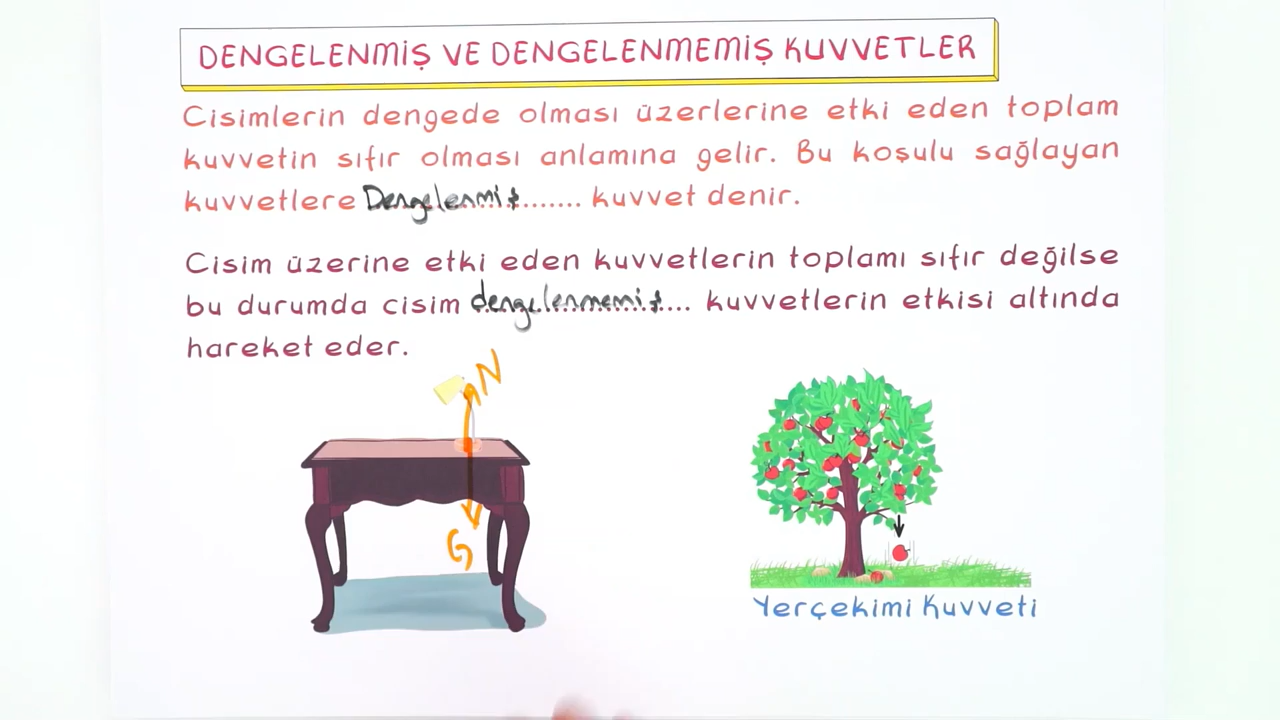 DENGELENMİŞ VE DENGELENMEMİŞ KUVVETLER
Cisimlerin dengede olması üzerlerine etki eden toplam
kuvvetin sıfır olması anlamına gelir. Bu koşulu sağlayan
kuvvetlere Dengelenmiş........ kuvvet denir.
Cisim üzerine etki eden kuvvetlerin toplamı sıfır değilse
bu durumda cisim dengelenmemiş.... kuvvetlerin etkisi altında
hareket eder.
N
G
Yerçekimi Kuvveti